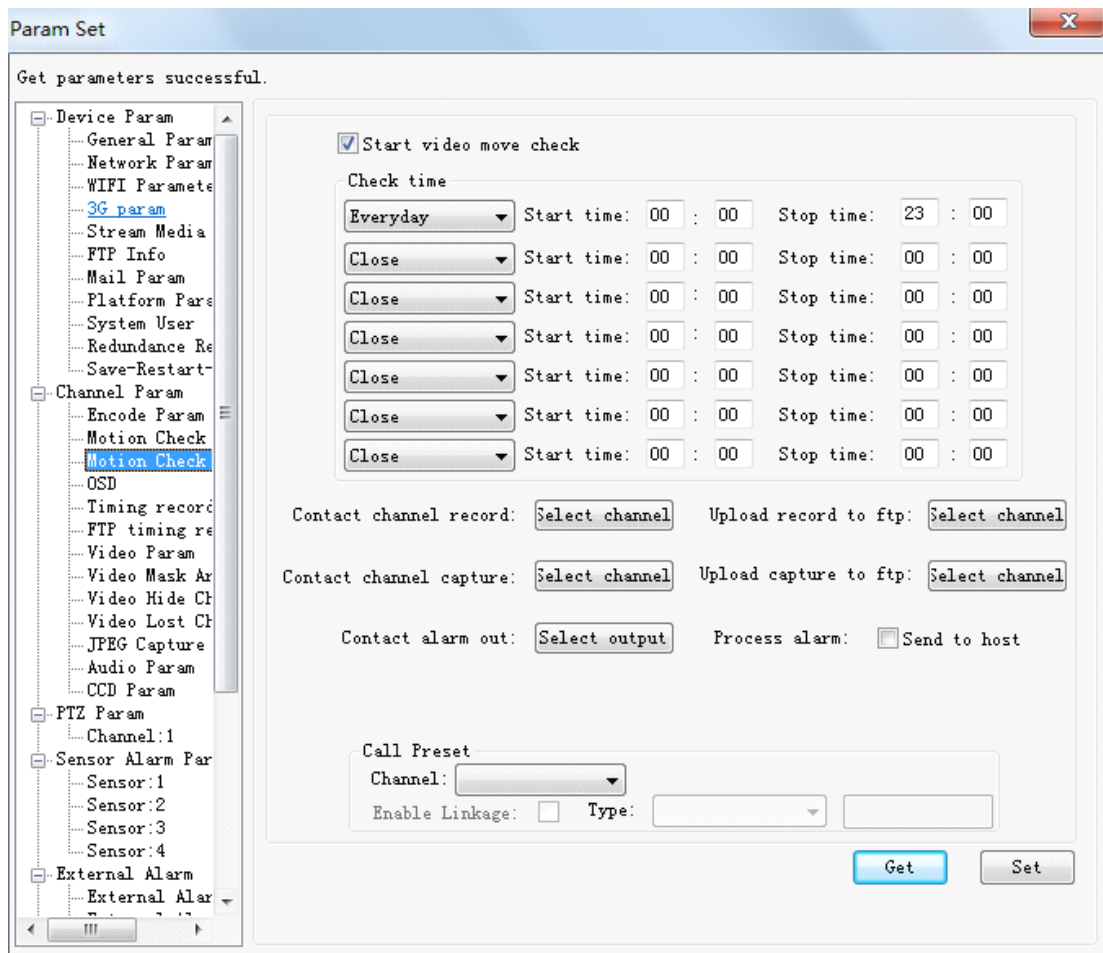 Param Set
Get parameters successful.
Device Param
General Param
Network Param
WIFI Paramete
3G param
Stream Media
FTP Info
Mail Param
Platform Para
System User
Redundance Re
Save-Restart-
Channel Param
Encode Param
Motion Check
Motion Check
OSD
Timing record
FTP timing re
Video Param
Video Mask Ar
Video Hide Ch
Video Lost Ch
JPEG Capture
Audio Param
CCD Param
PTZ Param
Channel:1
Sensor Alarm Par
Sensor:1
Sensor:2
Sensor:3
Sensor:4
External Alarm
External Alar
Start video move check
Check time
Everyday Start time: 00 : 00 Stop time: 23 : 00
Close Start time: 00 : 00 Stop time: 00 : 00
Close Start time: 00 : 00 Stop time: 00 : 00
Close Start time: 00 : 00 Stop time: 00 : 00
Close Start time: 00 : 00 Stop time: 00 : 00
Close Start time: 00 : 00 Stop time: 00 : 00
Close Start time: 00 : 00 Stop time: 00 : 00
Contact channel record: Select channel Upload record to ftp: Select channel
Contact channel capture: Select channel Upload capture to ftp: Select channel
Contact alarm out: Select output Process alarm: Send to host
Call Preset
Channel:
Enable Linkage: Type:
Get Set